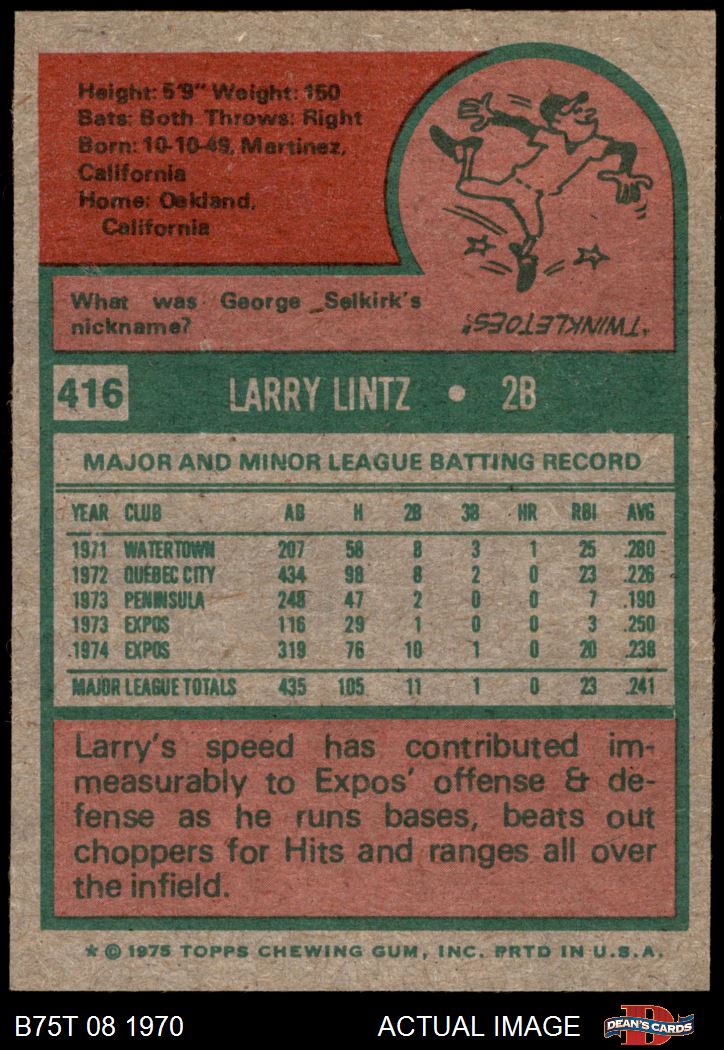 Height: 5'9" Weight: 150
Bats: Both Throws: Right
Born: 10-10-49, Martinez,
California
Home: Oakland,
California
What was George Selkirk's
nickname?
"TWINKLETOES."
416 LARRY LINTZ • 2B
MAJOR AND MINOR LEAGUE BATTING RECORD
YEAR CLUB AB H 2B 3B HR RBI AVG
1971 WATERTOWN 207 58 8 3 1 25 .280
1972 QUEBEC CITY 434 98 8 2 0 23 .226
1973 PENINSULA 248 47 2 0 0 7 .190
1973 EXPOS 116 29 1 0 0 3 .250
1974 EXPOS 319 76 10 1 0 20 .238
MAJOR LEAGUE TOTALS 435 105 11 1 0 23 .241
Larry's speed has contributed im-
measurably to Expos' offense & de-
fense as he runs bases, beats out
choppers for Hits and ranges all over
the infield.
* © 1975 TOPPS CHEWING GUM, INC. PRTD IN U.S.A.
B75T 08 1970 ACTUAL IMAGE D DEAN'S CARDS